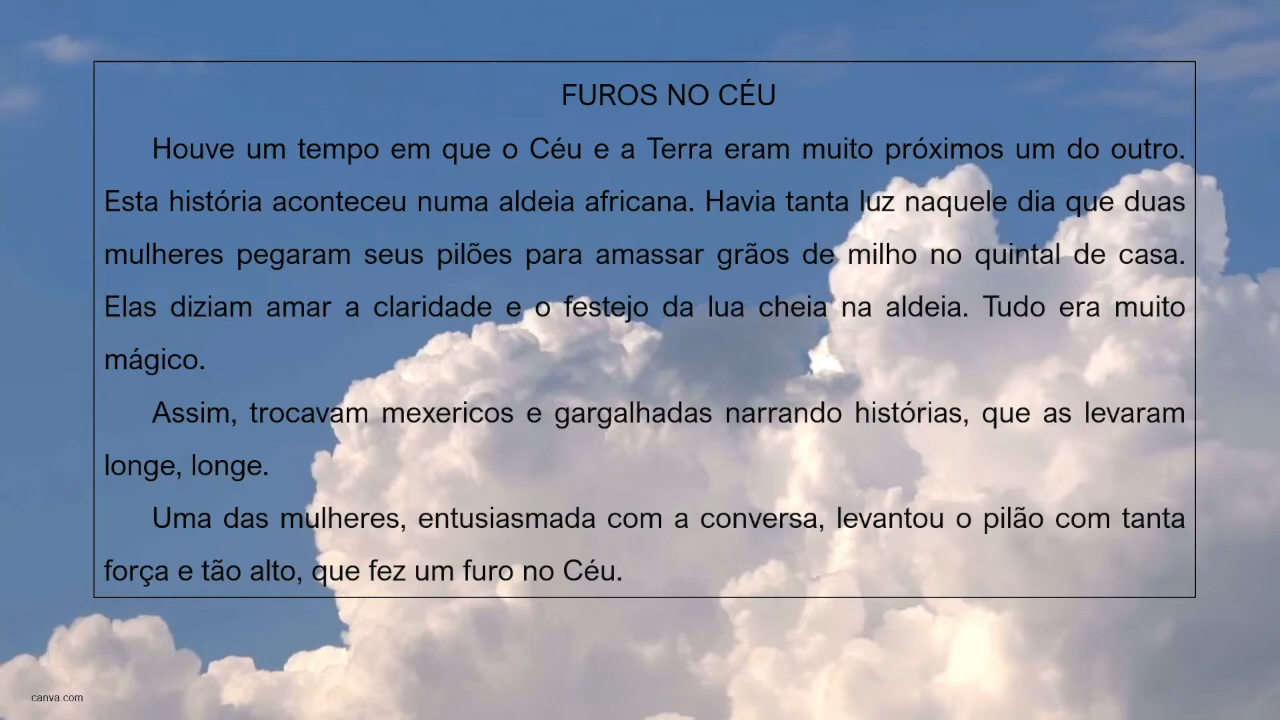 FUROS NO CÉU
Houve um tempo em que o Céu e a Terra eram muito próximos um do outro.
Esta história aconteceu numa aldeia africana. Havia tanta luz naquele dia que duas
mulheres pegaram seus pilões para amassar grãos de milho no quintal de casa.
Elas diziam amar a claridade e o festejo da lua cheia na aldeia. Tudo era muito
mágico.
Assim, trocavam mexericos e gargalhadas narrando histórias, que as levaram
longe, longe.
Uma das mulheres, entusiasmada com a conversa, levantou o pilão com tanta
força e tão alto, que fez um furo no Céu.
canva.com